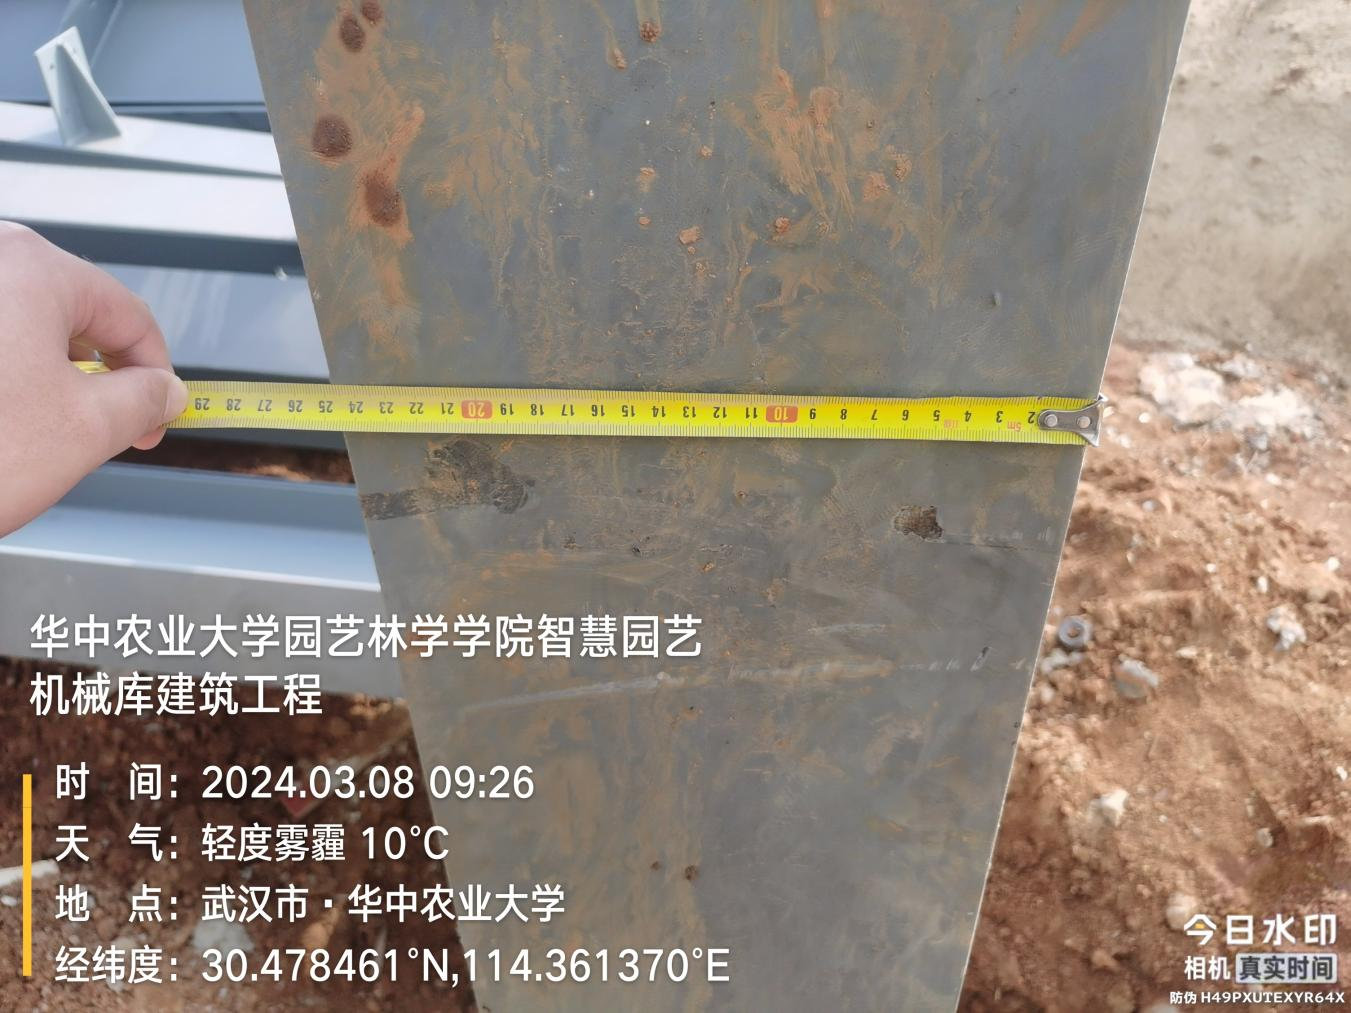 29 28 27 26 25 24 23 22 21 20 19 18 17 16 15 14 13 12 11 10 9 8 7 6 5 4 3 5m 2
华中农业大学园艺林学学院智慧园艺
机械库建筑工程
时 间：2024.03.08 09:26
天 气：轻度雾霾 10°C
地 点：武汉市·华中农业大学
经纬度：30.478461°N,114.361370°E
今日水印
相机 真实时间
防伪 H49PXUTEXYR64X